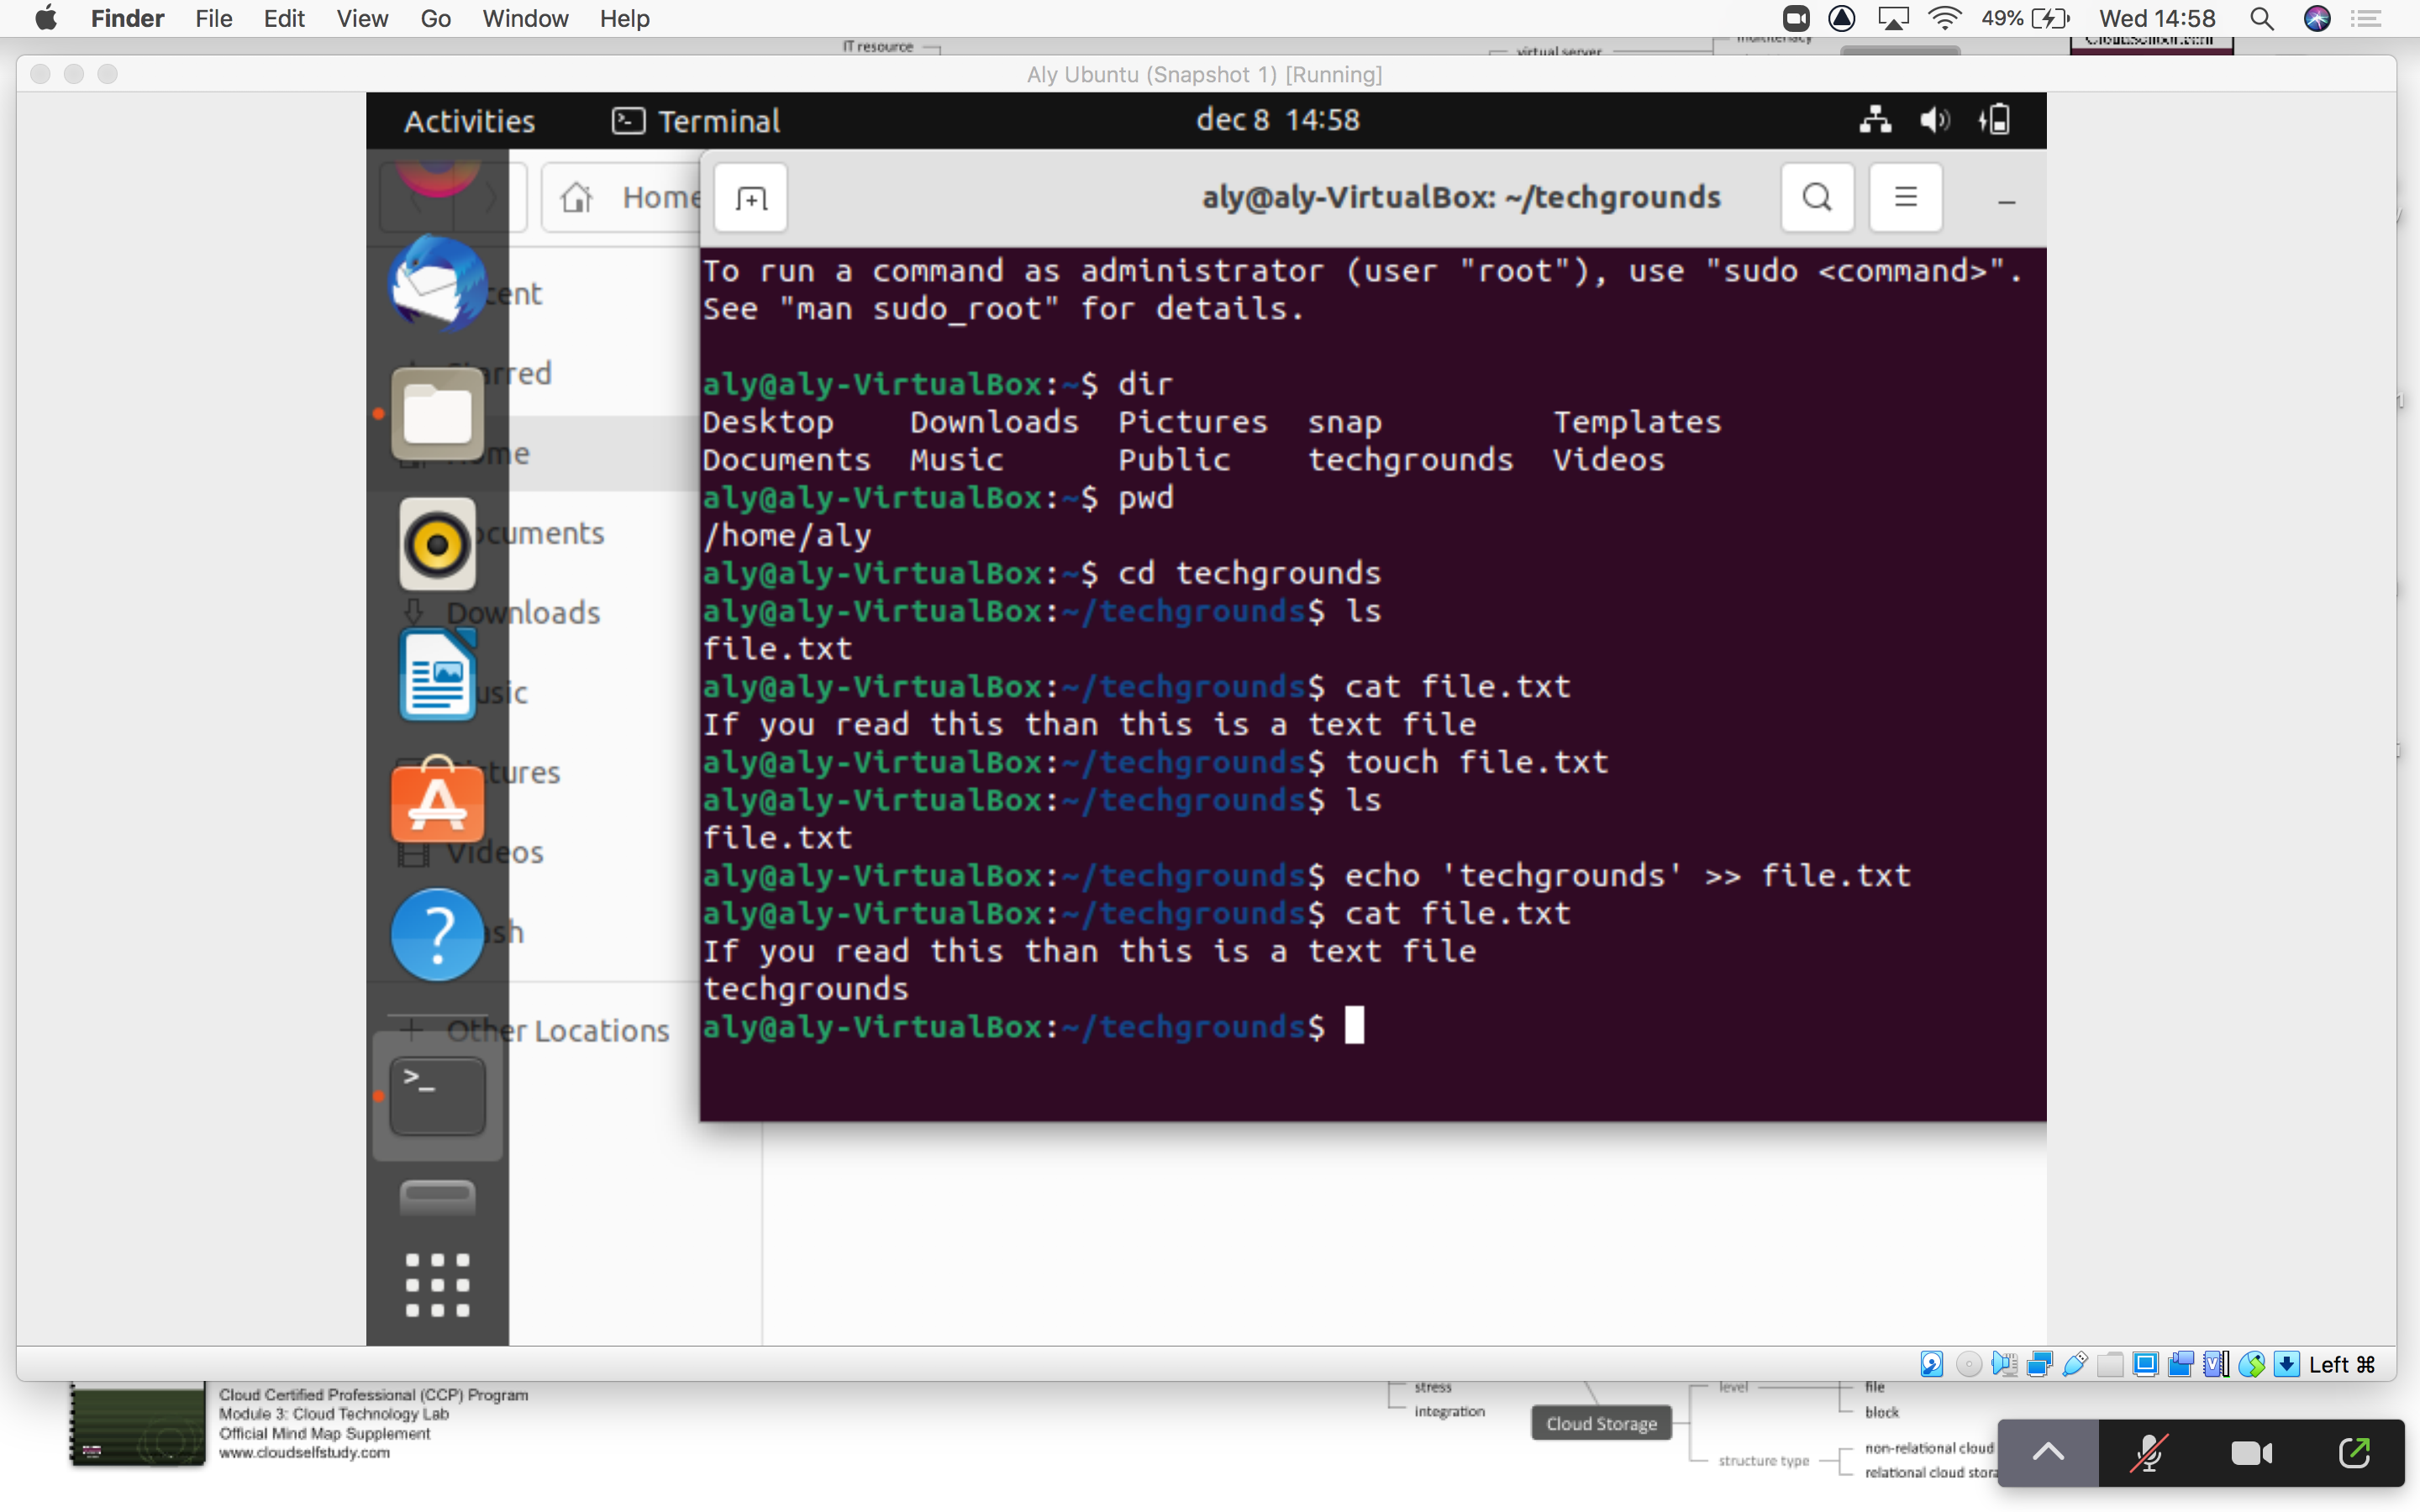 Finder File Edit View Go Window Help 49% Wed 14:58
IT resource
virtual server
Aly Ubuntu (Snapshot 1) [Running]
Activities Terminal dec 8 14:58
Home
aly@aly-VirtualBox: ~/techgrounds
To run a command as administrator (user "root"), use "sudo <command>".
See "man sudo_root" for details.
aly@aly-VirtualBox:~$ dir
Desktop Downloads Pictures snap Templates
Documents Music Public techgrounds Videos
aly@aly-VirtualBox:~$ pwd
/home/aly
aly@aly-VirtualBox:~$ cd techgrounds
aly@aly-VirtualBox:~/techgrounds$ ls
file.txt
aly@aly-VirtualBox:~/techgrounds$ cat file.txt
If you read this than this is a text file
aly@aly-VirtualBox:~/techgrounds$ touch file.txt
aly@aly-VirtualBox:~/techgrounds$ ls
file.txt
aly@aly-VirtualBox:~/techgrounds$ echo 'techgrounds' >> file.txt
aly@aly-VirtualBox:~/techgrounds$ cat file.txt
If you read this than this is a text file
techgrounds
aly@aly-VirtualBox:~/techgrounds$
Downloads
Videos
Other Locations
Left ⌘
Cloud Certified Professional (CCP) Program
Module 3: Cloud Technology Lab
Official Mind Map Supplement
www.cloudselfstudy.com
stress
integration
Cloud Storage
level
file
block
structure type
non-relational cloud
relational cloud